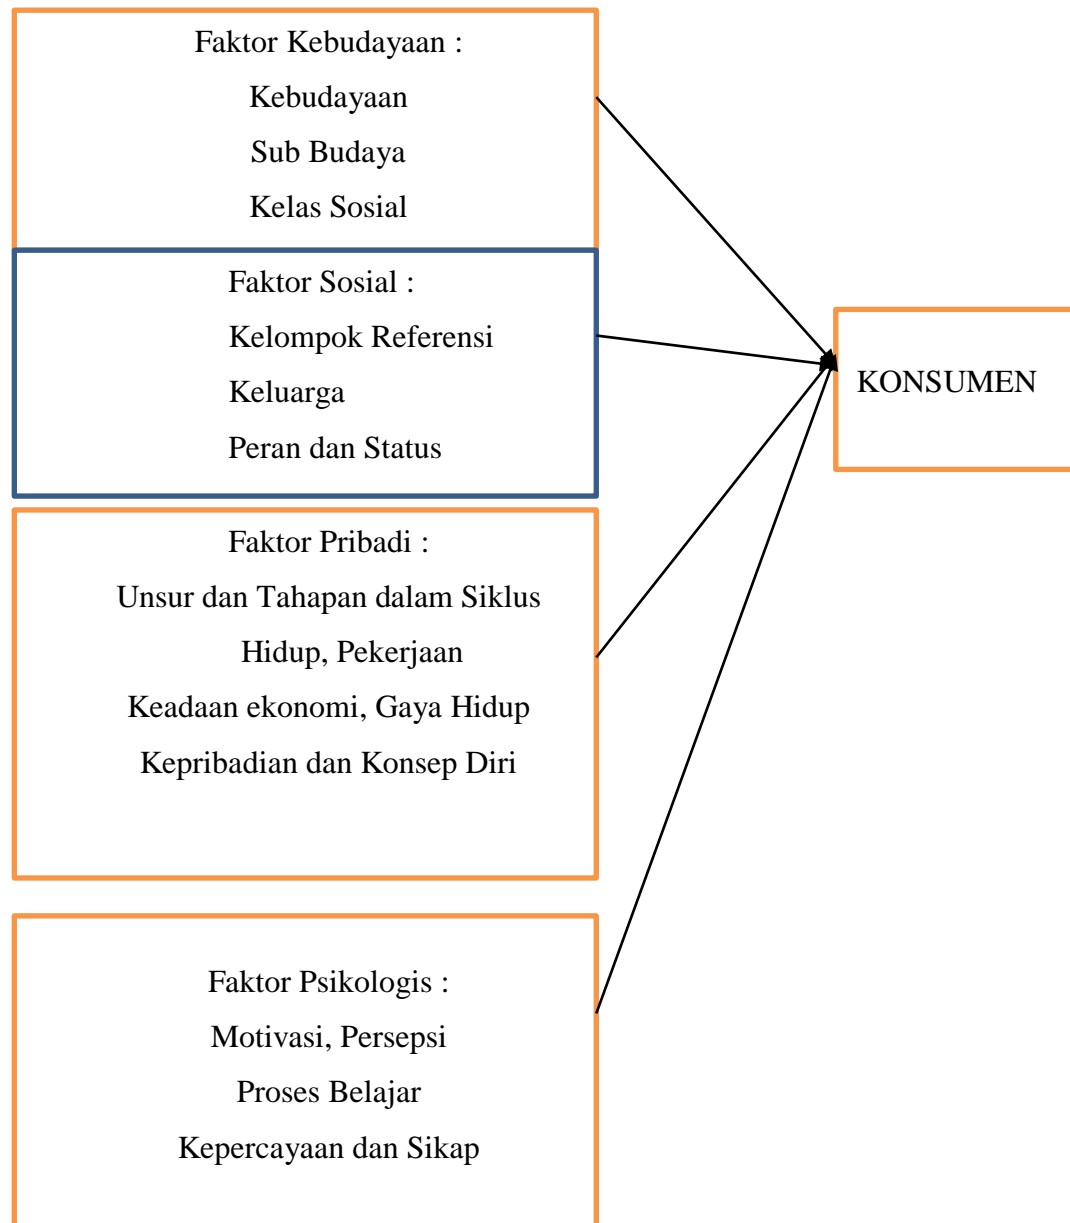 Faktor Kebudayaan :
Kebudayaan
Sub Budaya
Kelas Sosial
Faktor Sosial :
Kelompok Referensi
Keluarga
Peran dan Status
KONSUMEN
Faktor Pribadi :
Unsur dan Tahapan dalam Siklus
Hidup, Pekerjaan
Keadaan ekonomi, Gaya Hidup
Kepribadian dan Konsep Diri
Faktor Psikologis :
Motivasi, Persepsi
Proses Belajar
Kepercayaan dan Sikap